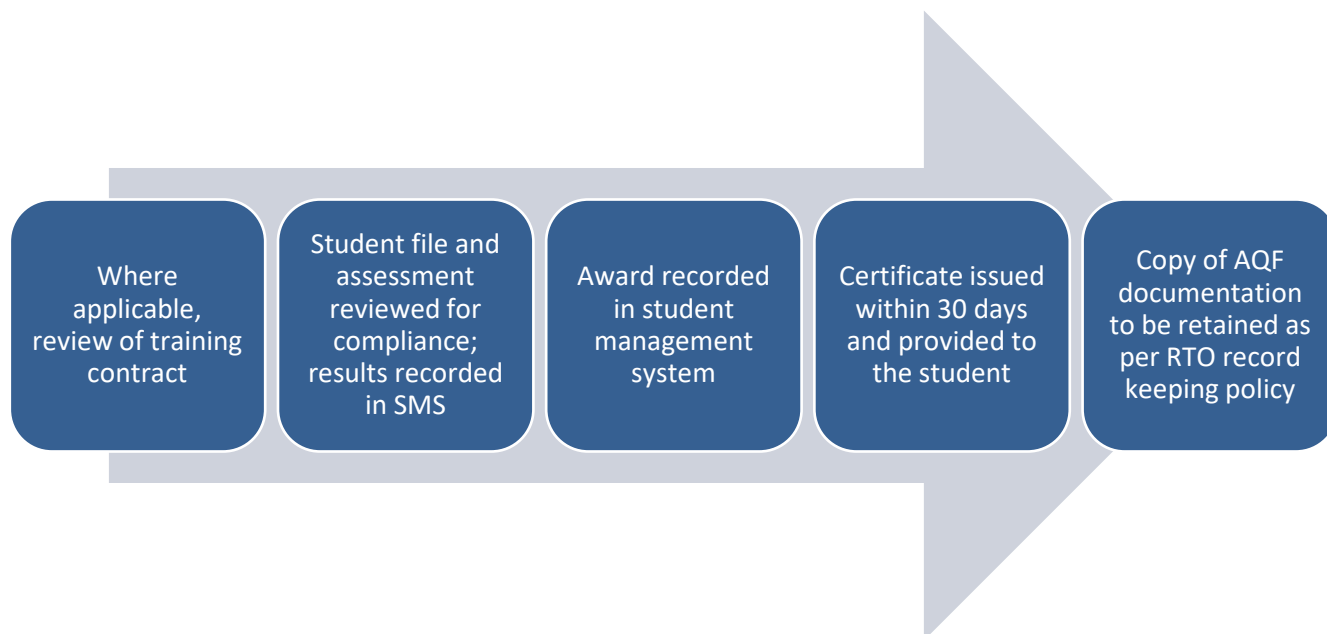 Where
applicable,
review of training
contract
Student file and
assessment
reviewed for
compliance;
results recorded
in SMS
Award recorded
in student
management
system
Certificate issued
within 30 days
and provided to
the student
Copy of AQF
documentation
to be retained as
per RTO record
keeping policy